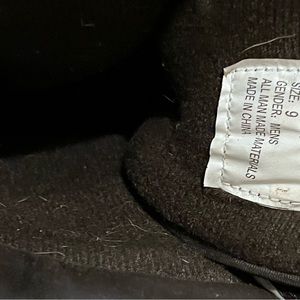 SIZE: 9
GENDER: MENS
ALL MAN MADE MATERIALS
MADE IN CHINA